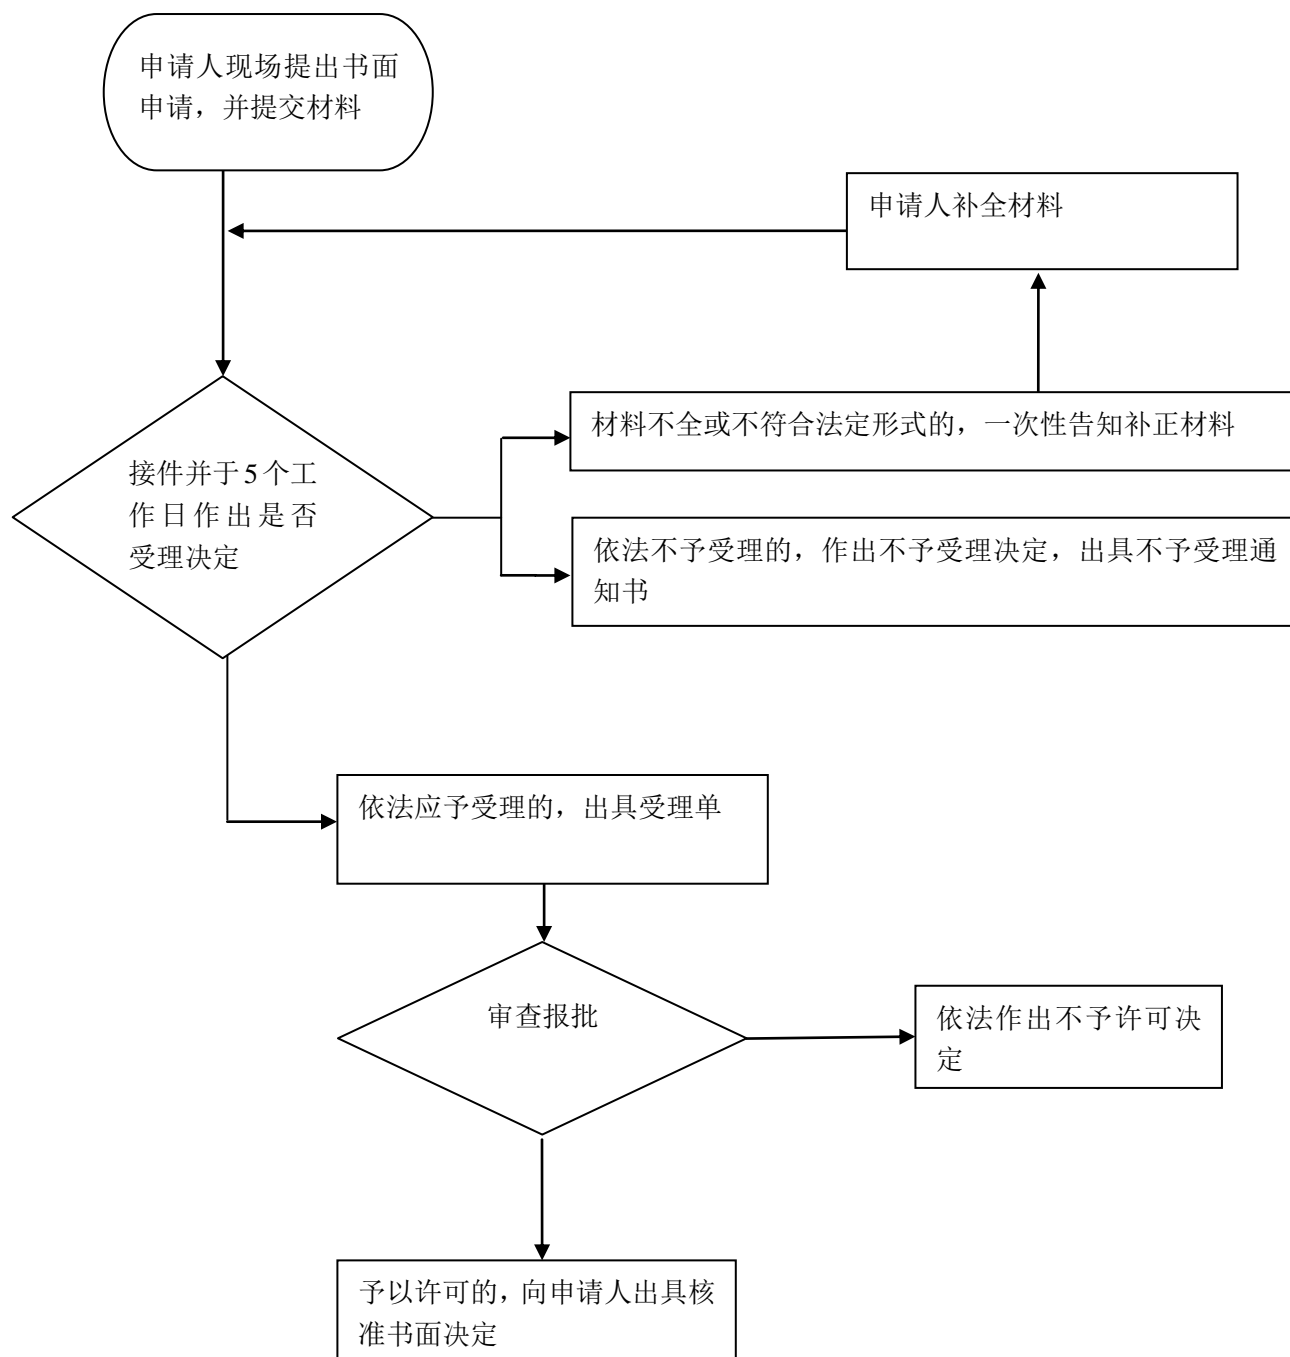 申请人现场提出书面
申请，并提交材料
申请人补全材料
材料不全或不符合法定形式的，一次性告知补正材料
接件并于5个工
作日作出是否
受理决定
依法不予受理的，作出不予受理决定，出具不予受理通
知书
依法应予受理的，出具受理单
审查报批
依法作出不予许可决
定
予以许可的，向申请人出具核
准书面决定